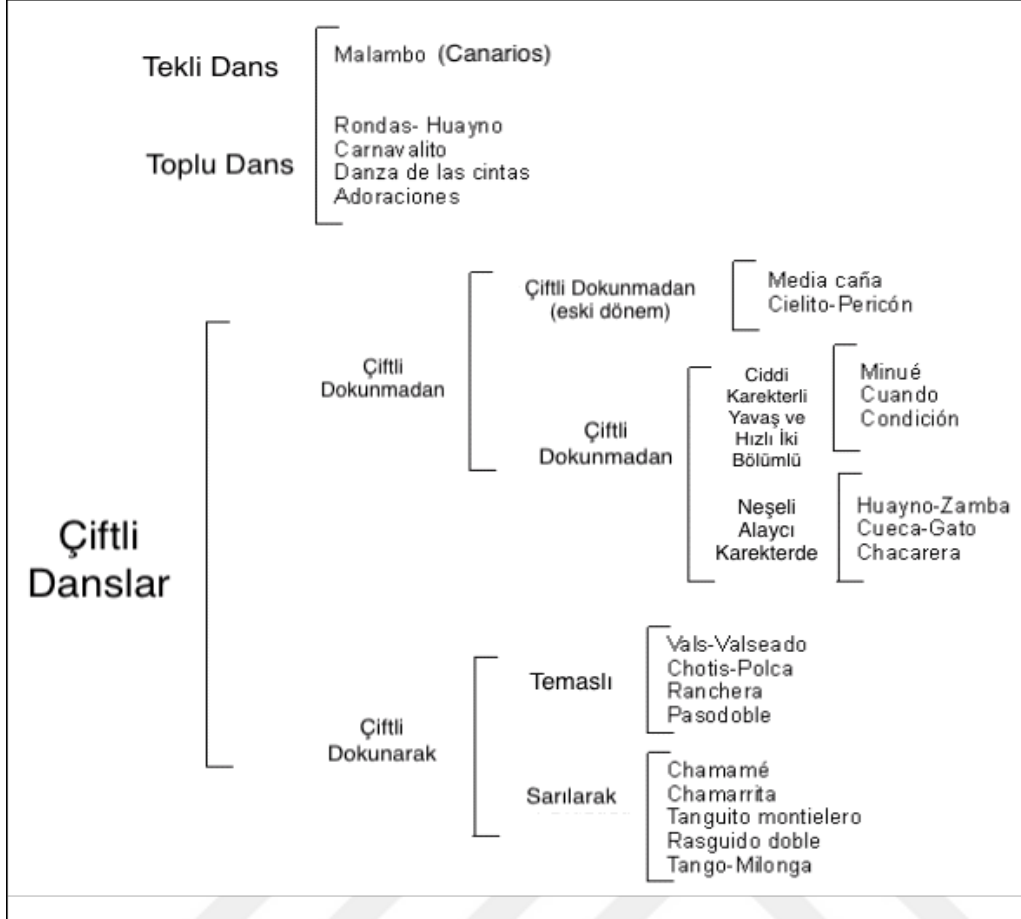 Tekli Dans
Malambo (Canarios)
Toplu Dans
Rondas- Huayno
Carnavalito
Danza de las cintas
Adoraciones
Çiftli
Danslar
Çiftli
Dokunmadan
Çiftli Dokunmadan
(eski dönem)
Media caña
Cielito-Pericón
Çiftli
Dokunmadan
Ciddi
Karekterli
Yavaş ve
Hızlı İki
Bölümlü
Minué
Cuando
Condición
Neşeli
Alaycı
Karekterde
Huayno-Zamba
Cueca-Gato
Chacarera
Çiftli
Dokunarak
Temaslı
Vals-Valseado
Chotis-Polca
Ranchera
Pasodoble
Sarılarak
Chamamé
Chamarrita
Tanguito montielero
Rasguido doble
Tango-Milonga